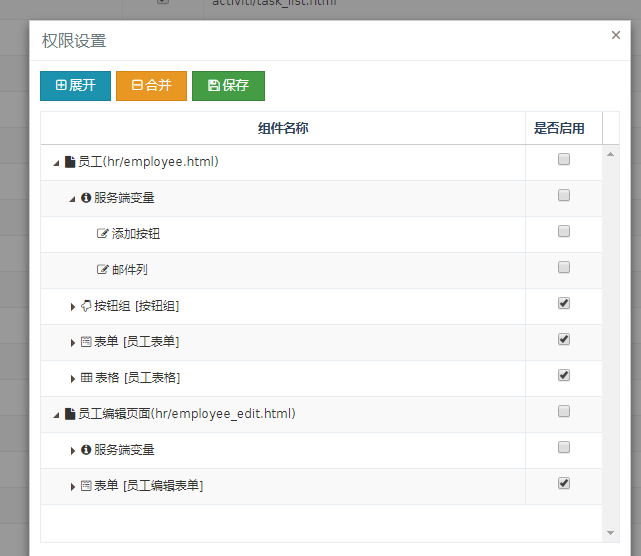 activiti/task_list.html
权限设置
×
展开 合并 保存
组件名称 是否启用
员工(hr/employee.html)
服务端变量
添加按钮
邮件列
按钮组 [按钮组]
表单 [员工表单]
表格 [员工表格]
员工编辑页面(hr/employee_edit.html)
服务端变量
表单 [员工编辑表单]